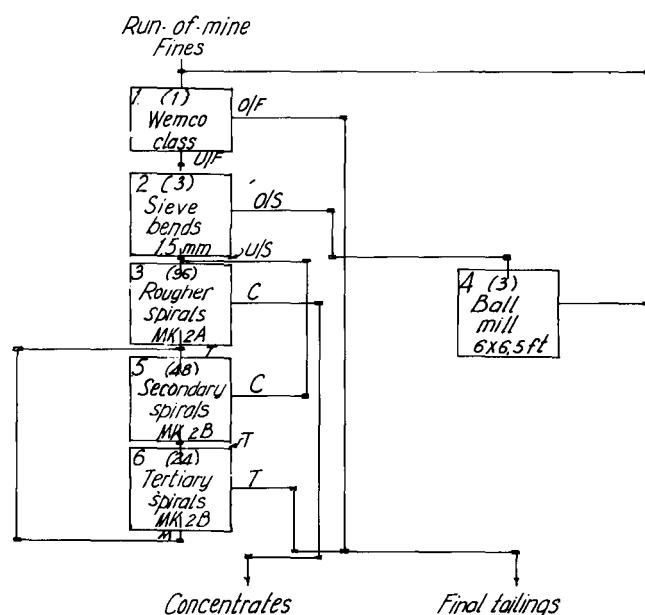 Run-of-mine
Fines
1 (1)
Wemco
class
O/F
U/F
2 (3)
Sieve
bends
1.5 mm
O/S
U/S
3 (96)
Rougher
spirals
MK 2A
C
T
4 (3)
Ball
mill
6x6,5 ft
5 (48)
Secondary
spirals
MK 2B
C
T
6 (24)
Tertiary
spirals
MK 2B
T
M
Concentrates
Final tailings